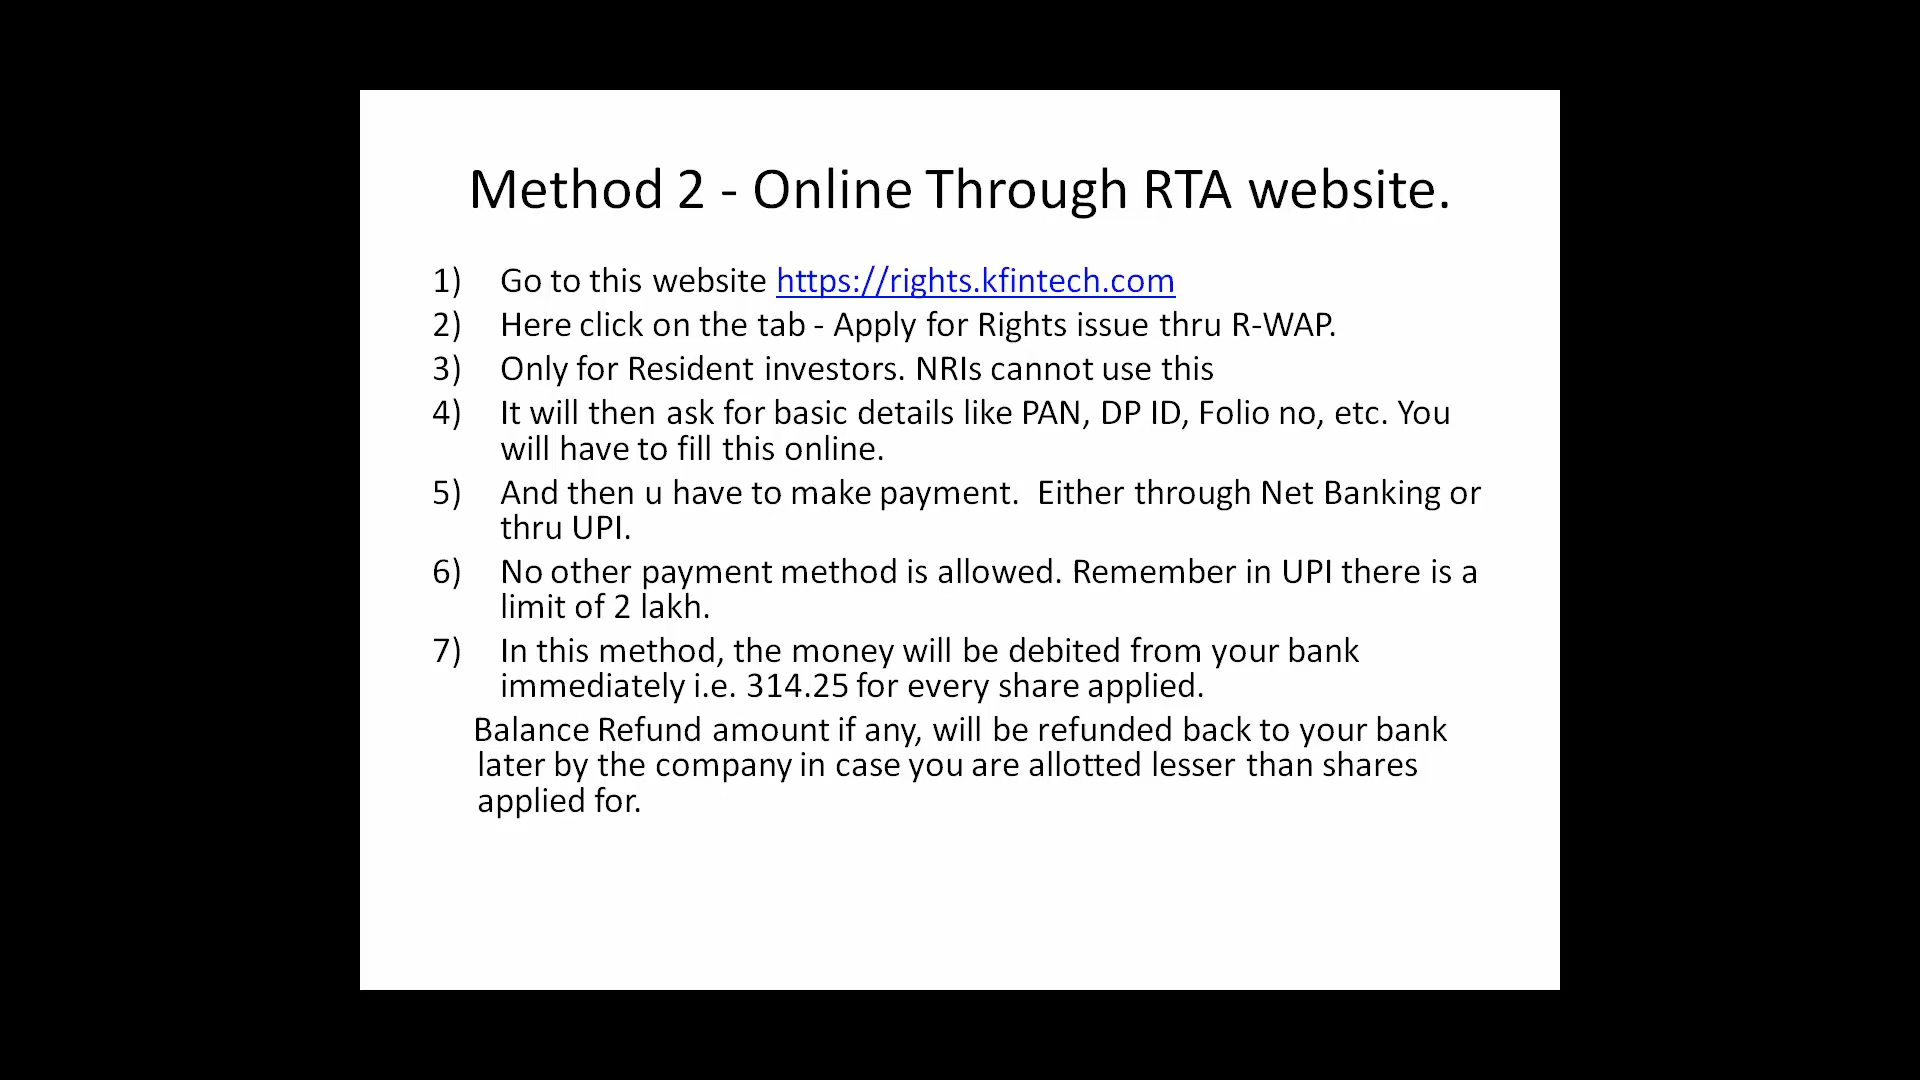 Method 2 - Online Through RTA website.
1) Go to this website https://rights.kfintech.com
2) Here click on the tab - Apply for Rights issue thru R-WAP.
3) Only for Resident investors. NRIs cannot use this
4) It will then ask for basic details like PAN, DP ID, Folio no, etc. You
will have to fill this online.
5) And then u have to make payment.  Either through Net Banking or
thru UPI.
6) No other payment method is allowed. Remember in UPI there is a
limit of 2 lakh.
7) In this method, the money will be debited from your bank
immediately i.e. 314.25 for every share applied.
Balance Refund amount if any, will be refunded back to your bank
later by the company in case you are allotted lesser than shares
applied for.